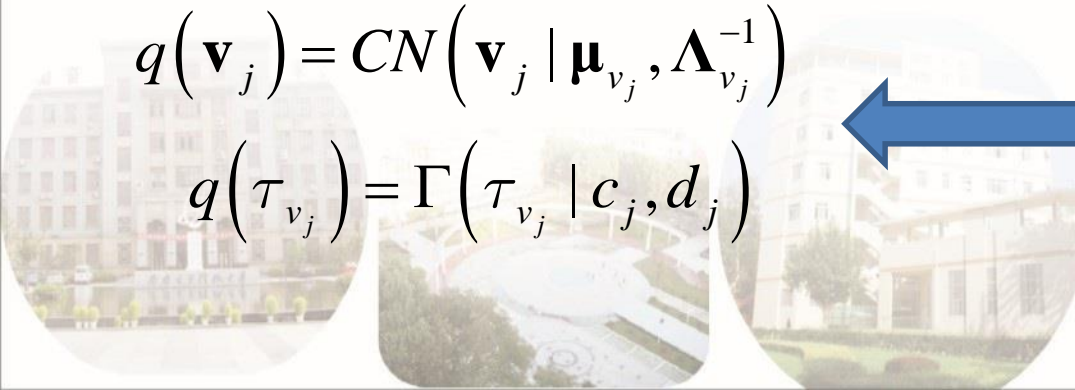 q(𝐯_j) = CN(𝐯_j | 𝛍_{v_j}, 𝚲_{v_j}^{−1})
q(τ_{v_j}) = Γ(τ_{v_j} | c_j, d_j)